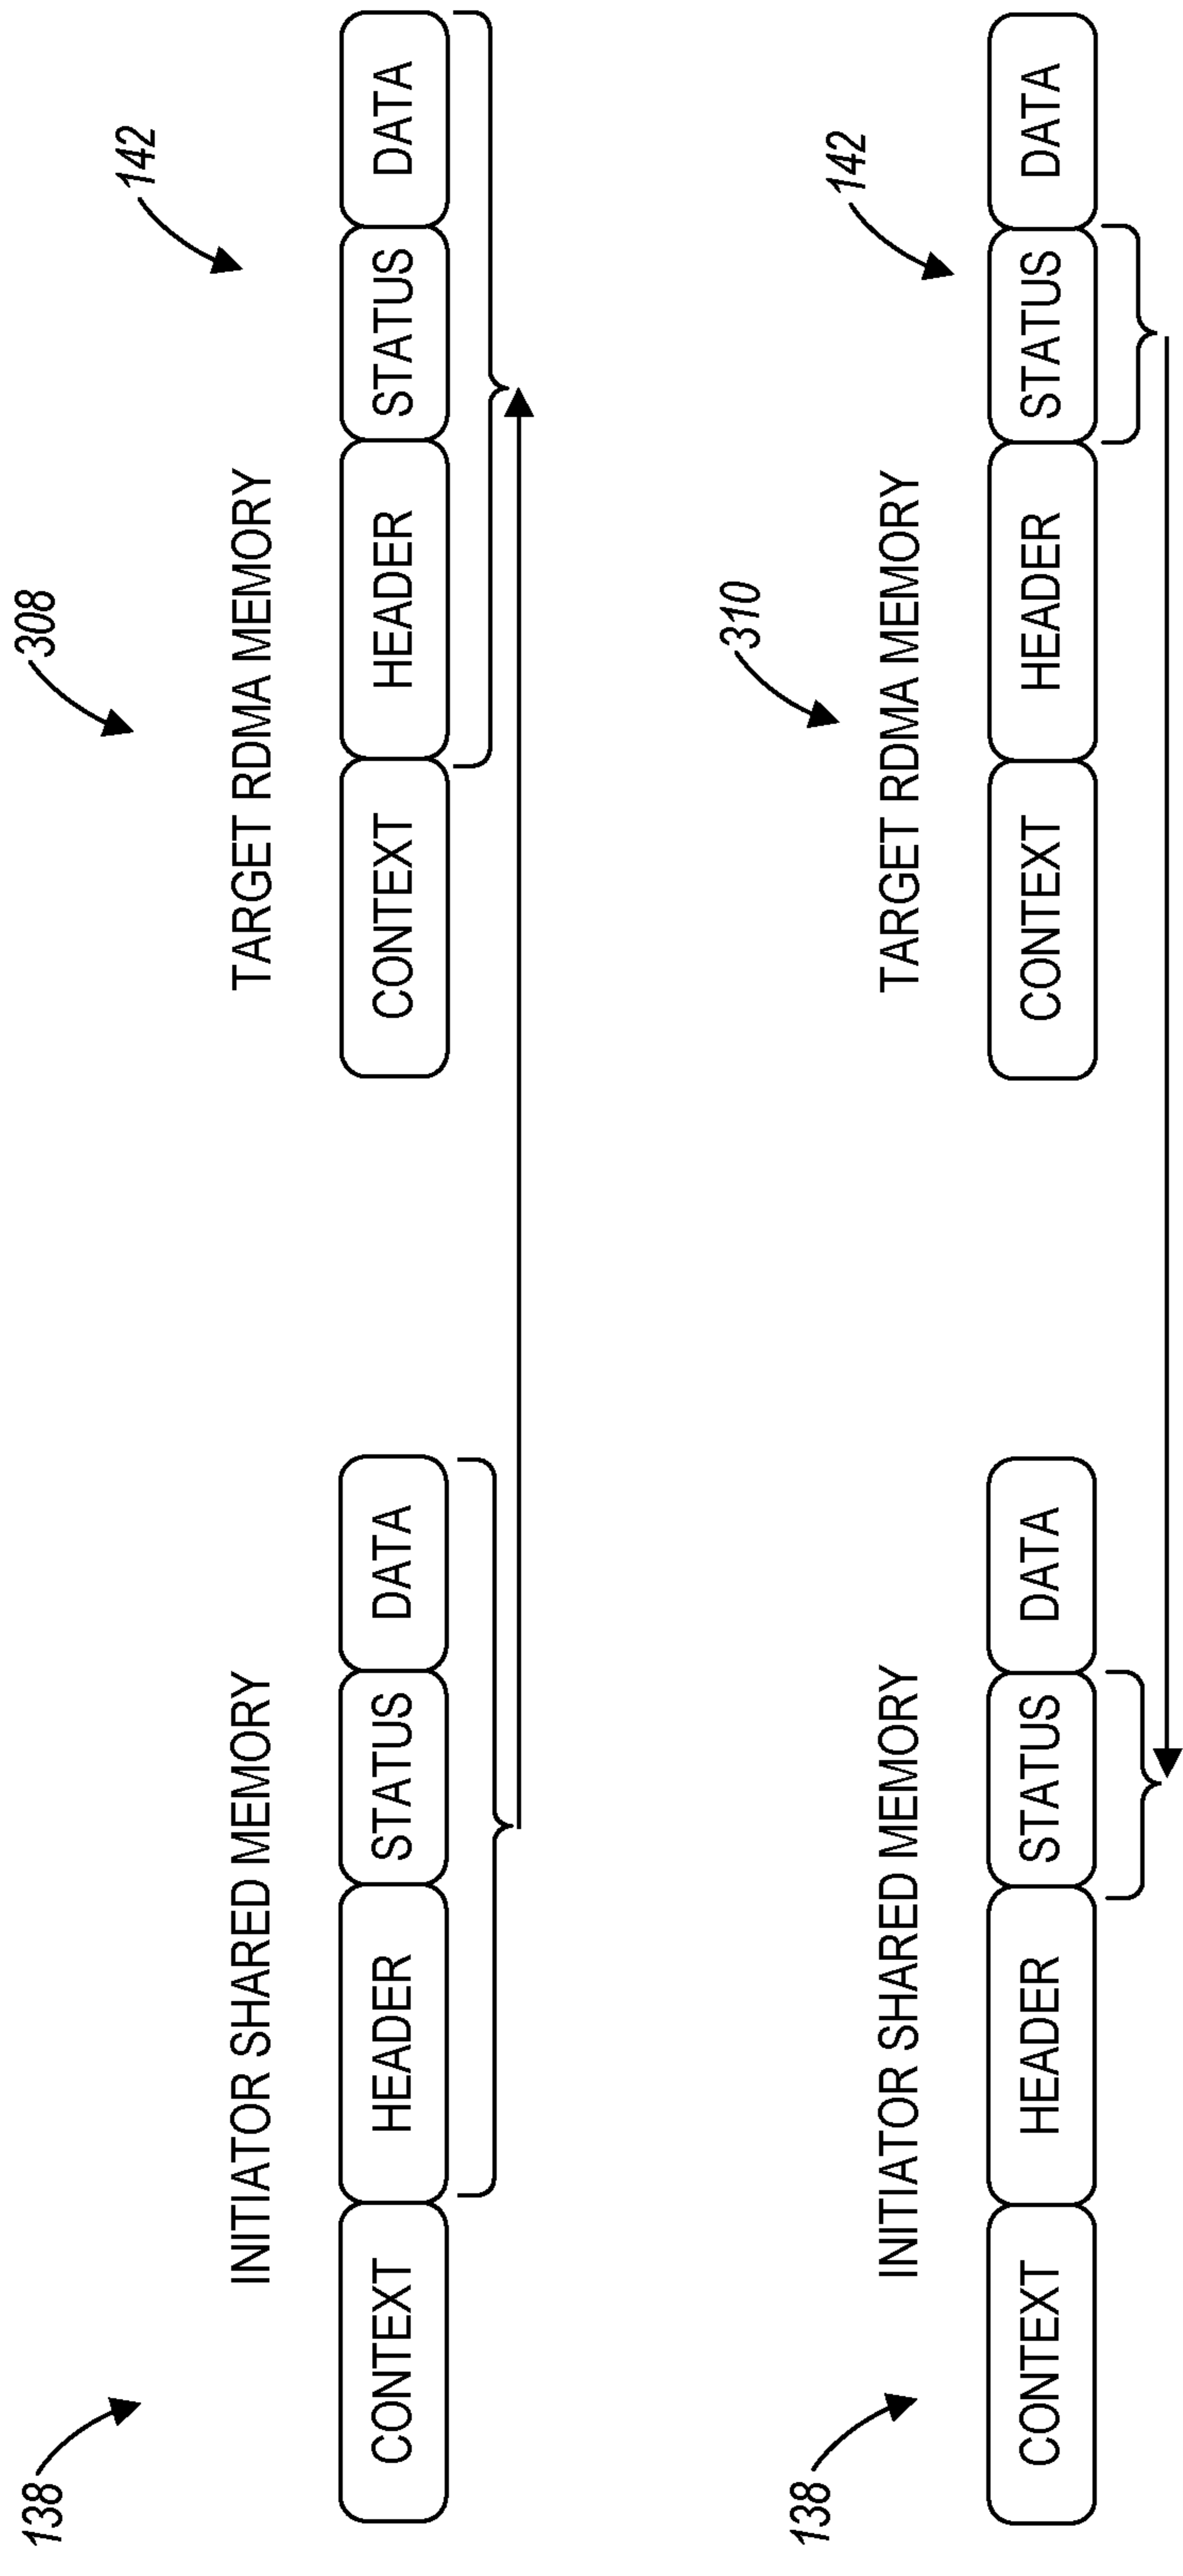 308
138
142
INITIATOR SHARED MEMORY
TARGET RDMA MEMORY
CONTEXT
HEADER
STATUS
DATA
CONTEXT
HEADER
STATUS
DATA
310
138
142
INITIATOR SHARED MEMORY
TARGET RDMA MEMORY
CONTEXT
HEADER
STATUS
DATA
CONTEXT
HEADER
STATUS
DATA